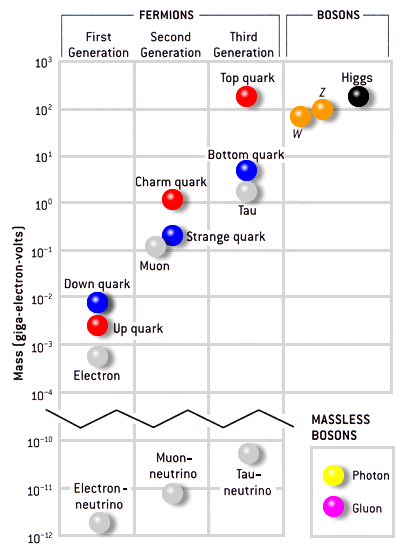 FERMIONS
BOSONS
First
Generation
Second
Generation
Third
Generation
Mass (giga-electron-volts)
10³
10²
10¹
10⁰
10⁻¹
10⁻²
10⁻³
10⁻⁴
10⁻¹⁰
10⁻¹¹
10⁻¹²
Top quark
Z
Higgs
W
Bottom quark
Charm quark
Tau
Strange quark
Muon
Down quark
Up quark
Electron
Muon-
neutrino
Tau-
neutrino
Electron-
neutrino
MASSLESS
BOSONS
Photon
Gluon